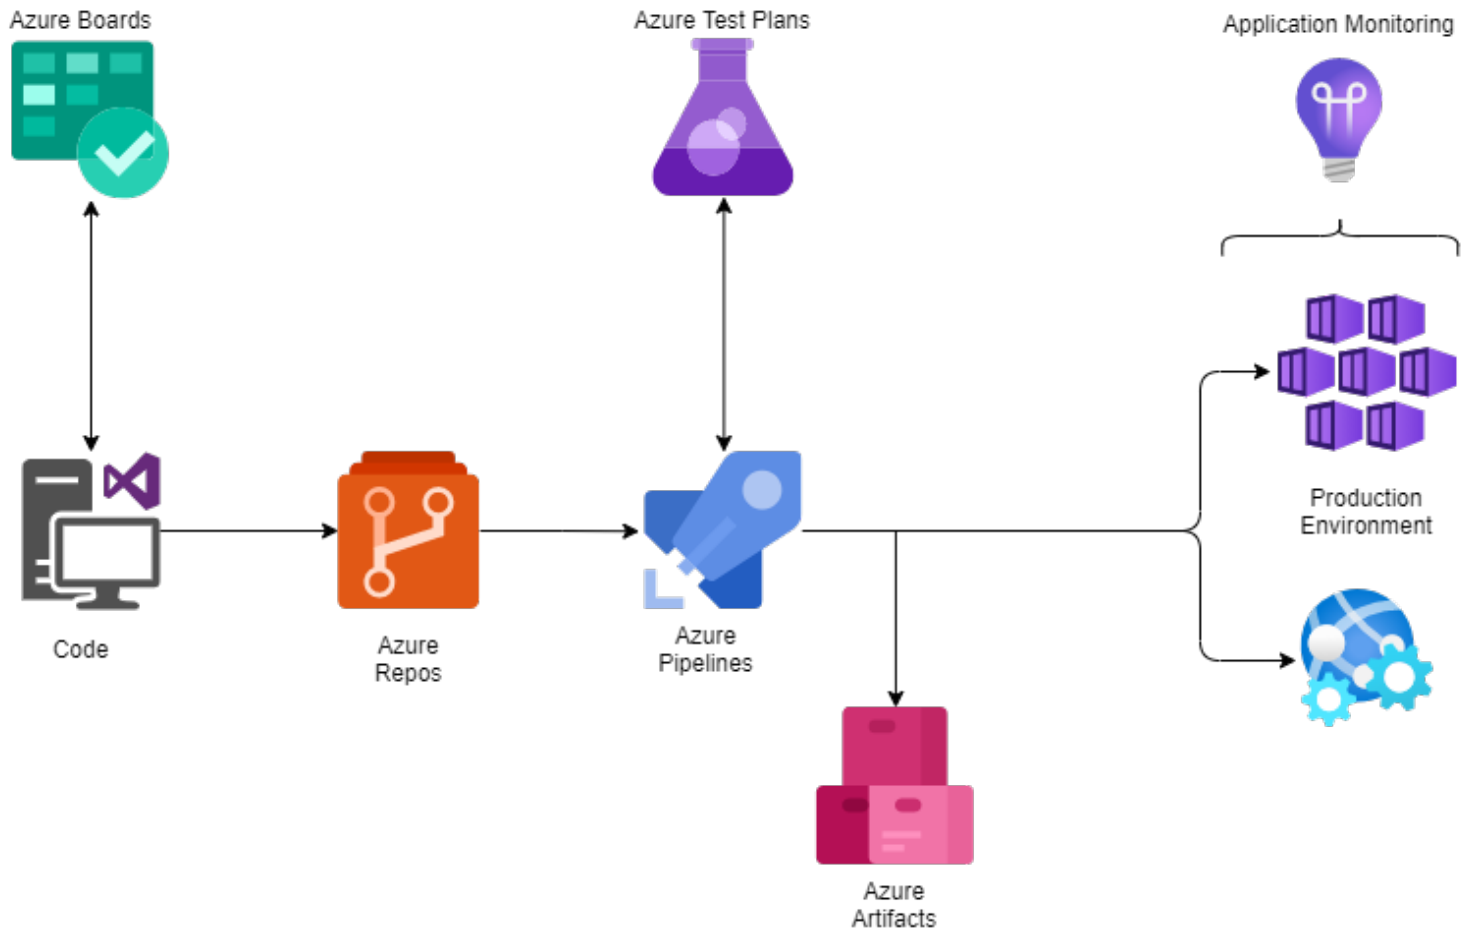 Azure Boards
Azure Test Plans
Application Monitoring
Production
Environment
Code
Azure
Repos
Azure
Pipelines
Azure
Artifacts